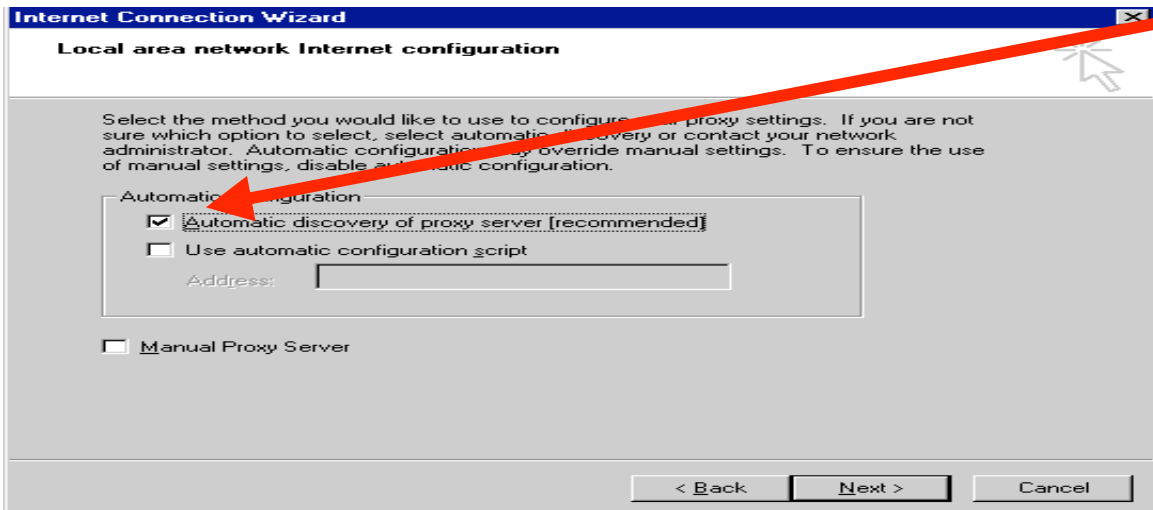 Internet Connection Wizard
Local area network Internet configuration
Select the method you would like to use to configure your proxy settings. If you are not
sure which option to select, select automatic discovery or contact your network
administrator. Automatic configuration may override manual settings. To ensure the use
of manual settings, disable automatic configuration.
Automatic configuration
Automatic discovery of proxy server [recommended]
Use automatic configuration script
Address:
Manual Proxy Server
< Back Next > Cancel